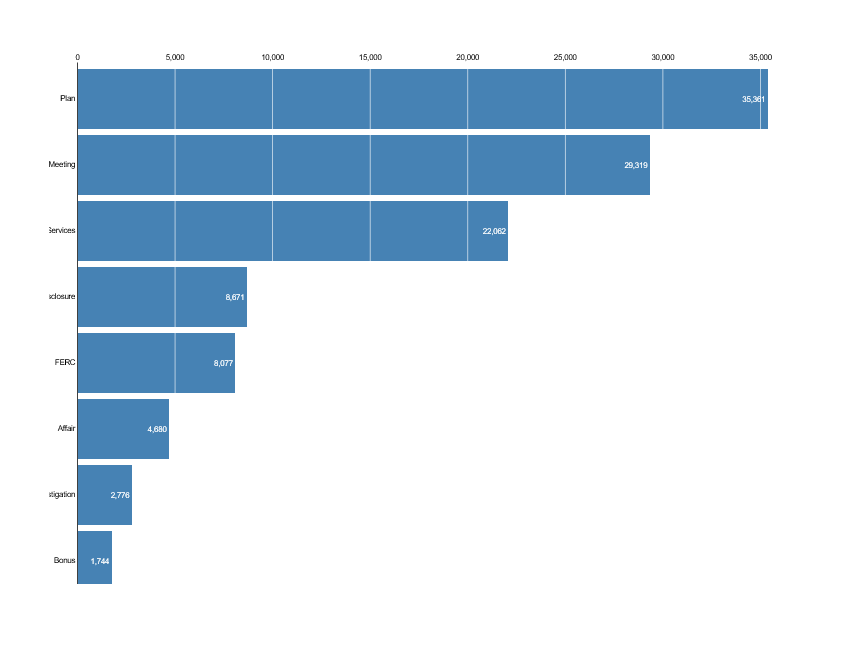 0 5,000 10,000 15,000 20,000 25,000 30,000 35,000
Plan 35,361
Meeting 29,319
Services 22,062
sclosure 8,671
FERC 8,077
Affair 4,680
stigation 2,776
Bonus 1,744